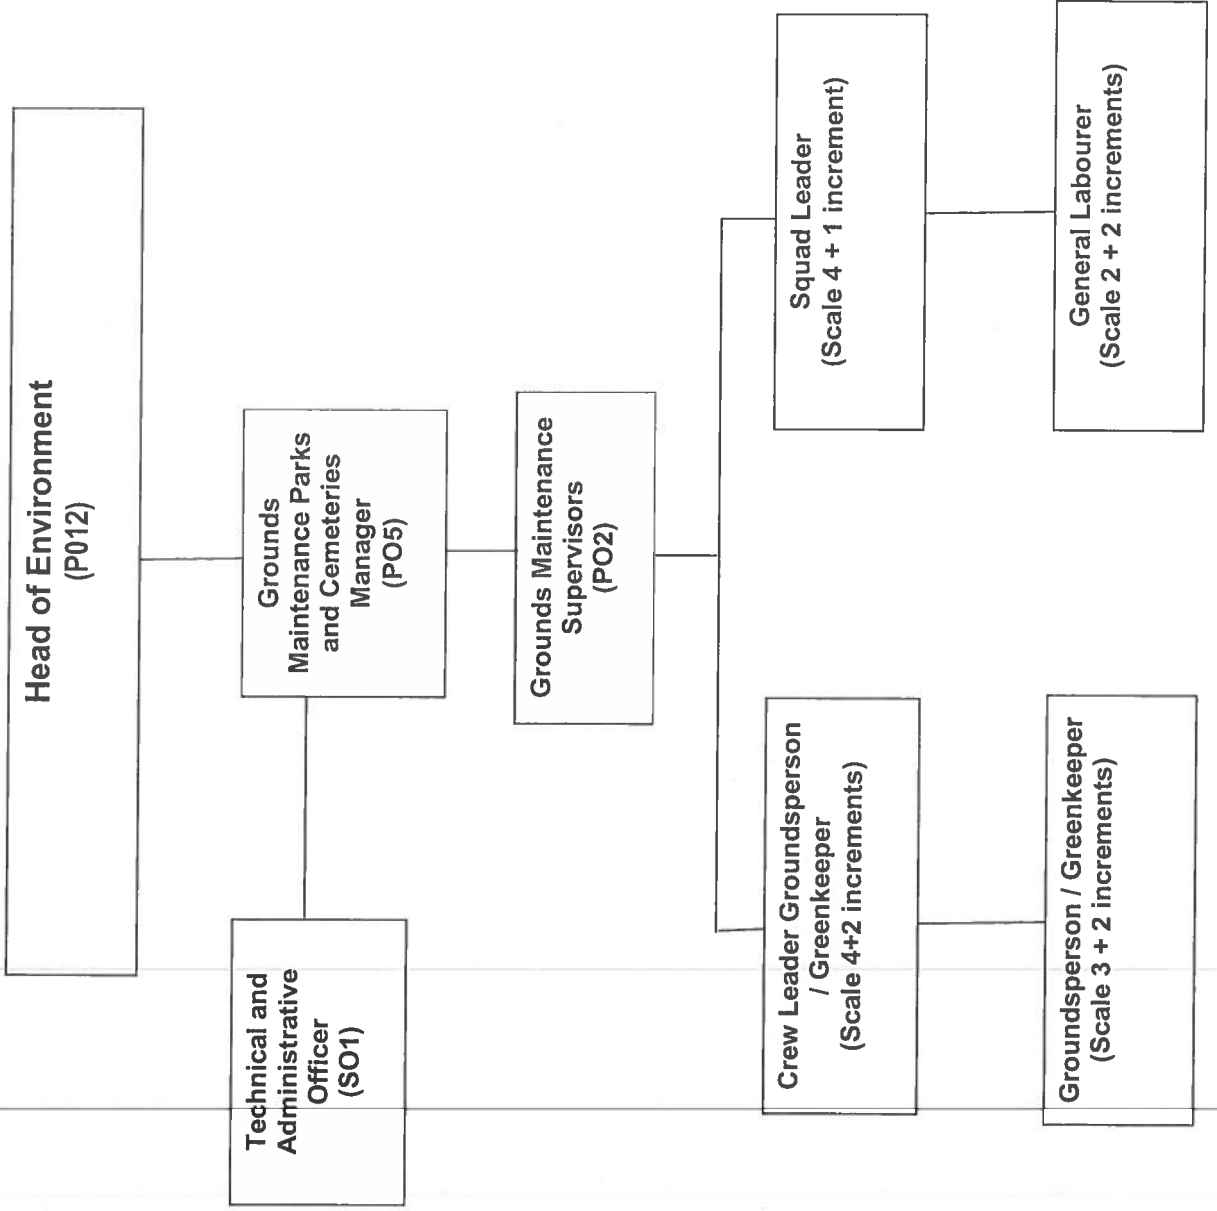 Head of Environment
(P012)
Technical and
Administrative
Officer
(SO1)
Grounds
Maintenance Parks
and Cemeteries
Manager
(PO5)
Grounds Maintenance
Supervisors
(PO2)
Crew Leader Groundsperson
/ Greenkeeper
(Scale 4+2 increments)
Squad Leader
(Scale 4 + 1 increment)
Groundsperson / Greenkeeper
(Scale 3 + 2 increments)
General Labourer
(Scale 2 + 2 increments)